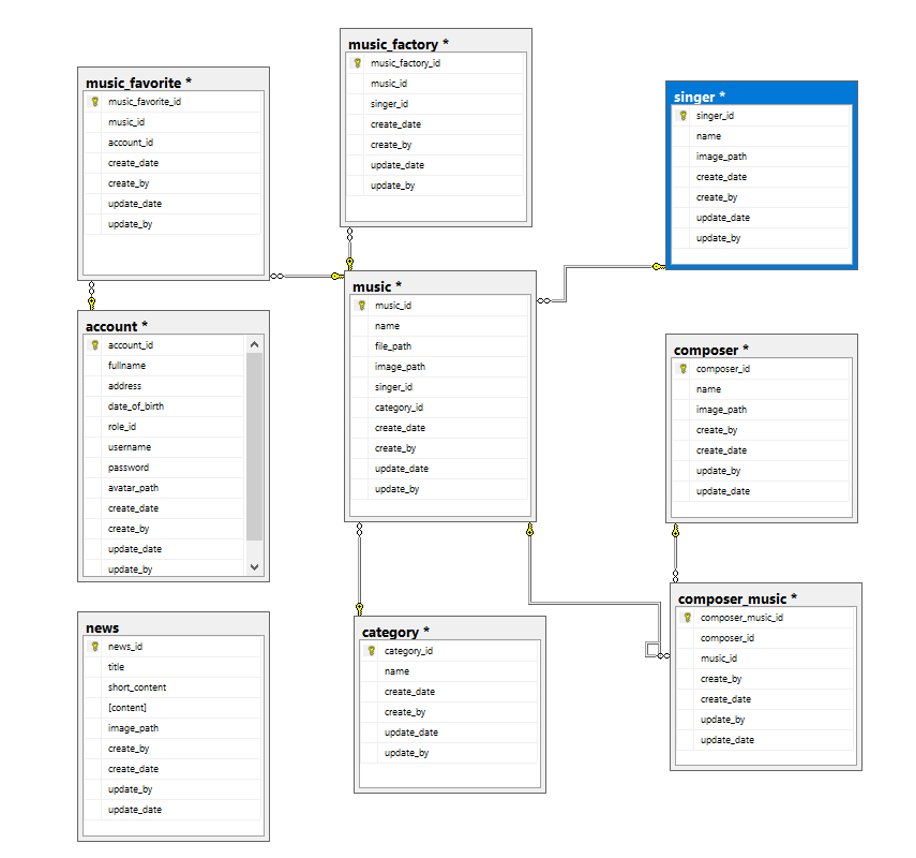 music_favorite *
music_favorite_id
music_id
account_id
create_date
create_by
update_date
update_by
music_factory *
music_factory_id
music_id
singer_id
create_date
create_by
update_date
update_by
singer *
singer_id
name
image_path
create_date
create_by
update_date
update_by
account *
account_id
fullname
address
date_of_birth
role_id
username
password
avatar_path
create_date
create_by
update_date
update_by
music *
music_id
name
file_path
image_path
singer_id
category_id
create_date
create_by
update_date
update_by
composer *
composer_id
name
image_path
create_by
create_date
update_by
update_date
news
news_id
title
short_content
[content]
image_path
create_by
create_date
update_by
update_date
category *
category_id
name
create_date
create_by
update_date
update_by
composer_music *
composer_music_id
composer_id
music_id
create_by
create_date
update_by
update_date